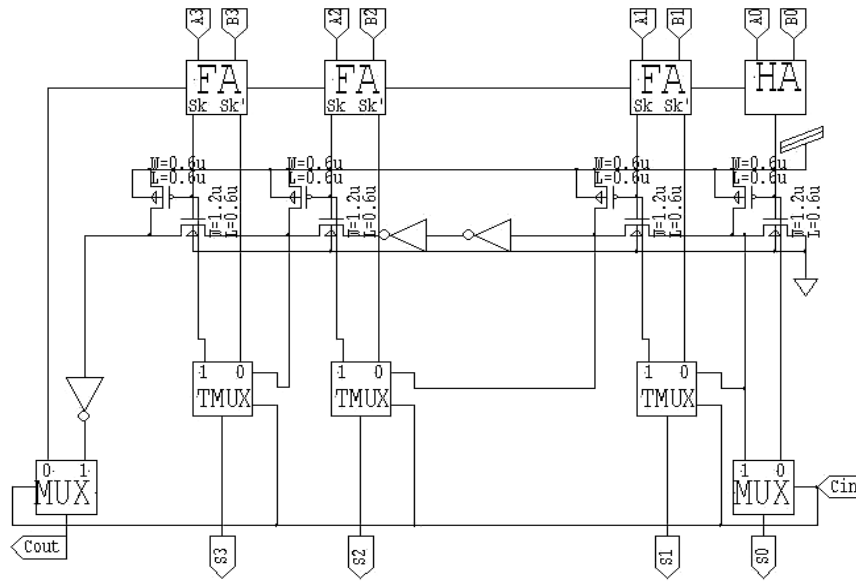 A3 B3 A2 B2 A1 B1 A0 B0
FA FA FA HA
Sk Sk' Sk Sk' Sk Sk'
W=0.6u W=0.6u W=0.6u W=0.6u
L=0.6u L=0.6u L=0.6u L=0.6u
W=1.2u W=1.2u W=1.2u W=1.2u
L=0.6u L=0.6u L=0.6u L=0.6u
1 0 1 0 1 0
TMUX TMUX TMUX
0 1 1 0
MUX MUX Cin
Cout S3 S2 S1 S0